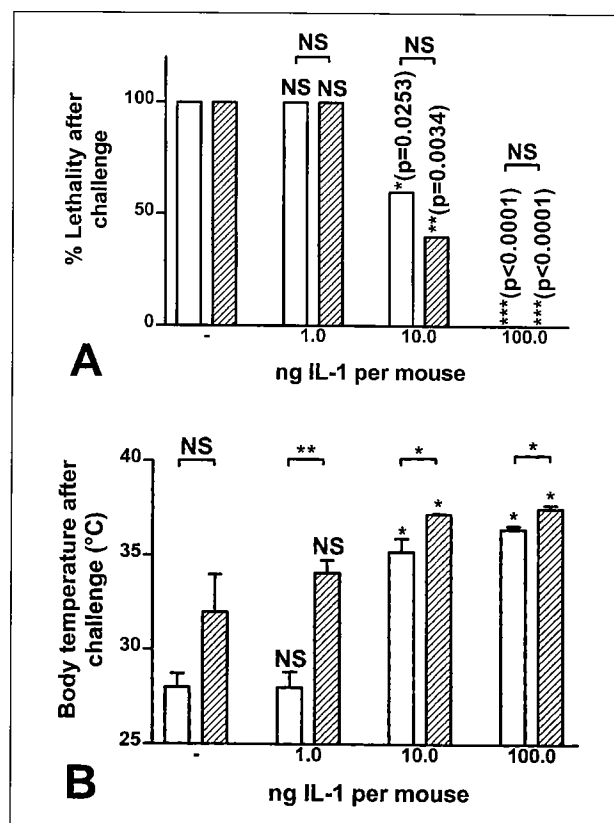 NS
NS
NS
NS
NS NS
*(p=0.0253)
**(p=0.0034)
***(p<0.0001)
***(p<0.0001)
100
50
0
% Lethality after
challenge
- 1.0 10.0 100.0
ng IL-1 per mouse
A
NS ** * *
40
35
30
25
NS
NS
*
*
*
*
Body temperature after
challenge (°C)
- 1.0 10.0 100.0
ng IL-1 per mouse
B